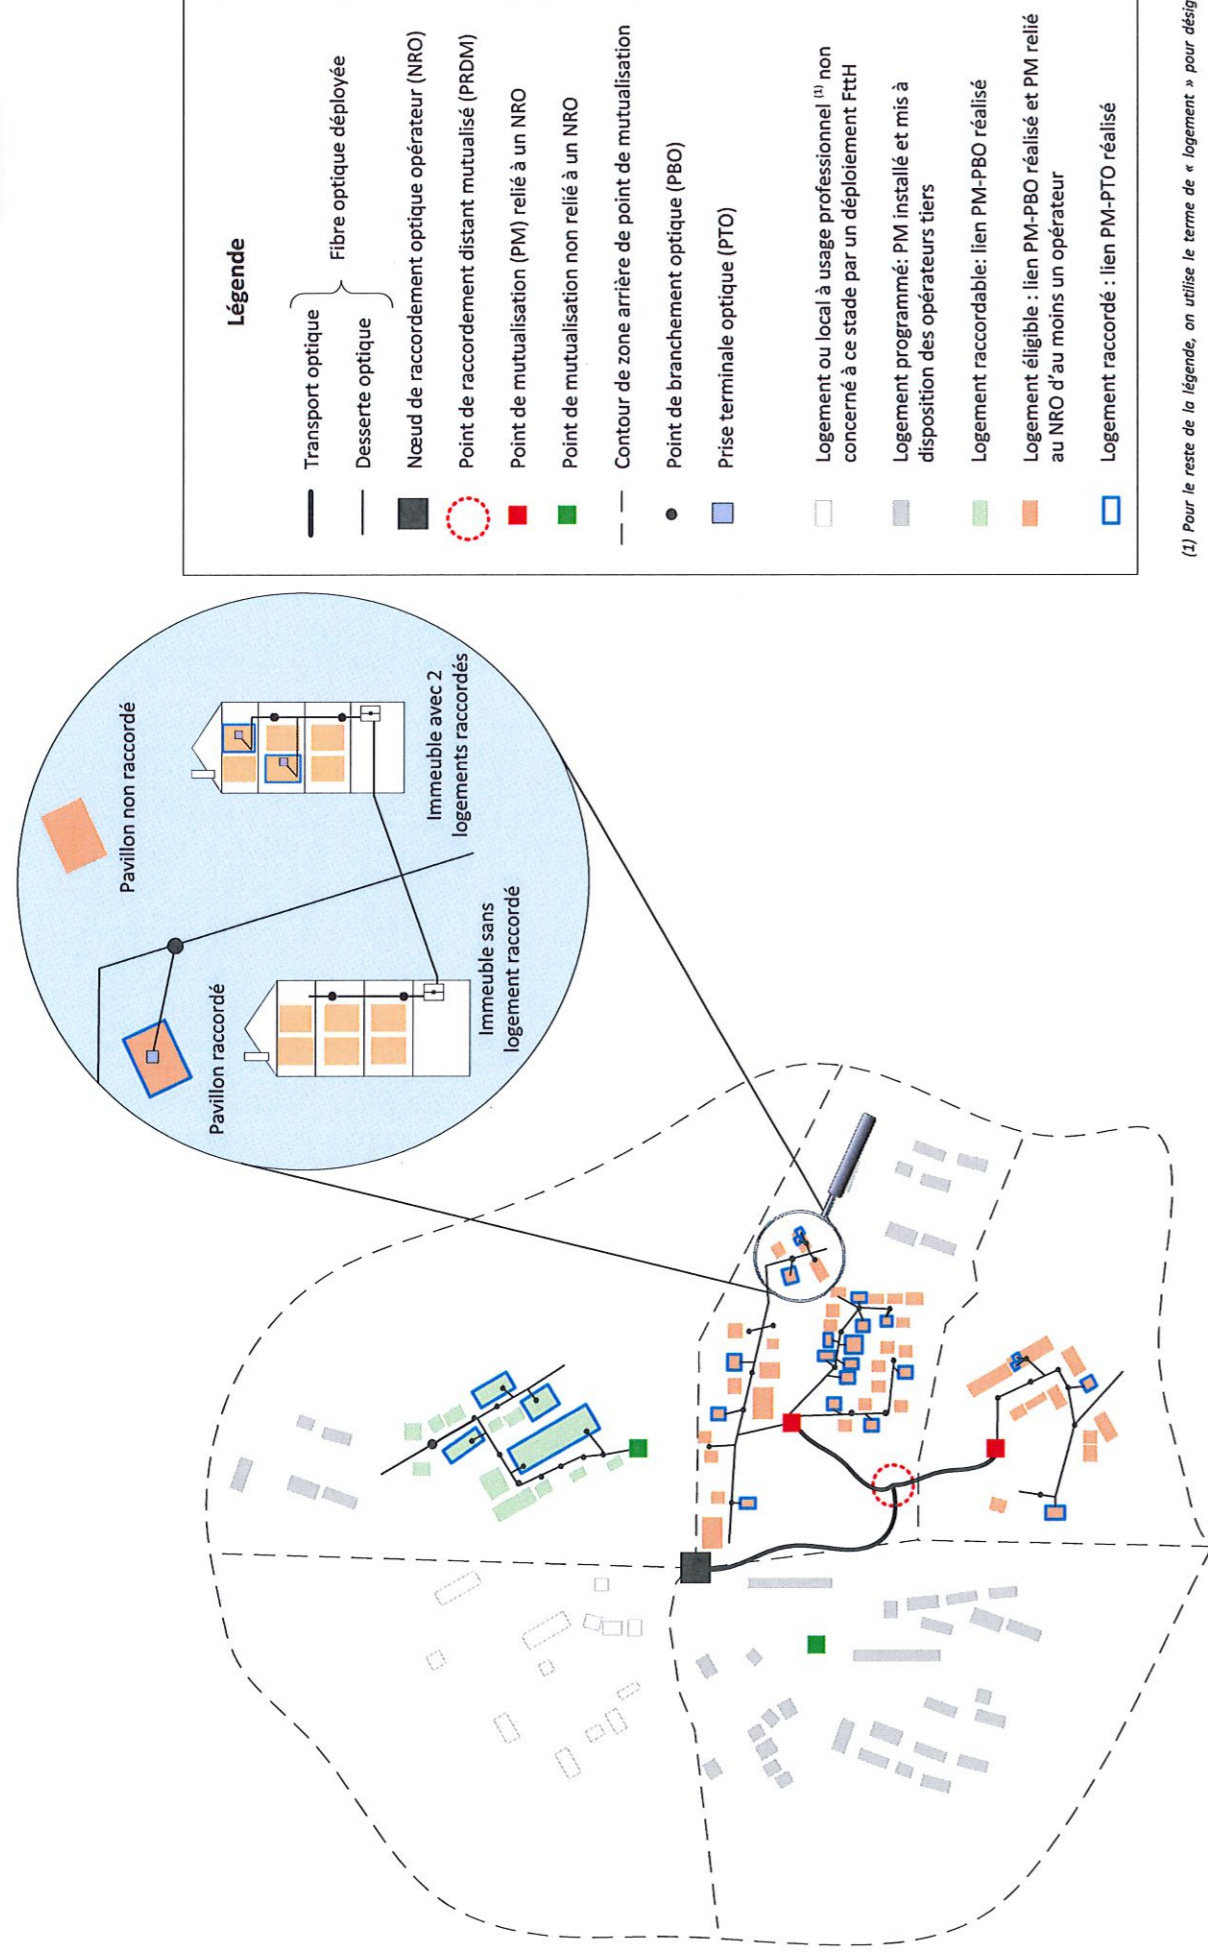 Pavillon non raccordé
Pavillon raccordé
Immeuble avec 2
logements raccordés
Immeuble sans
logement raccordé
Légende
Transport optique
Desserte optique
Fibre optique déployée
Nœud de raccordement optique opérateur (NRO)
Point de raccordement distant mutualisé (PRDM)
Point de mutualisation (PM) relié à un NRO
Point de mutualisation non relié à un NRO
Contour de zone arrière de point de mutualisation
Point de branchement optique (PBO)
Prise terminale optique (PTO)
Logement ou local à usage professionnel (1) non
concerné à ce stade par un déploiement FttH
Logement programmé: PM installé et mis à
disposition des opérateurs tiers
Logement raccordable: lien PM-PBO réalisé
Logement éligible : lien PM-PBO réalisé et PM relié
au NRO d'au moins un opérateur
Logement raccordé : lien PM-PTO réalisé
(1) Pour le reste de la légende, on utilise le terme de « logement » pour désig